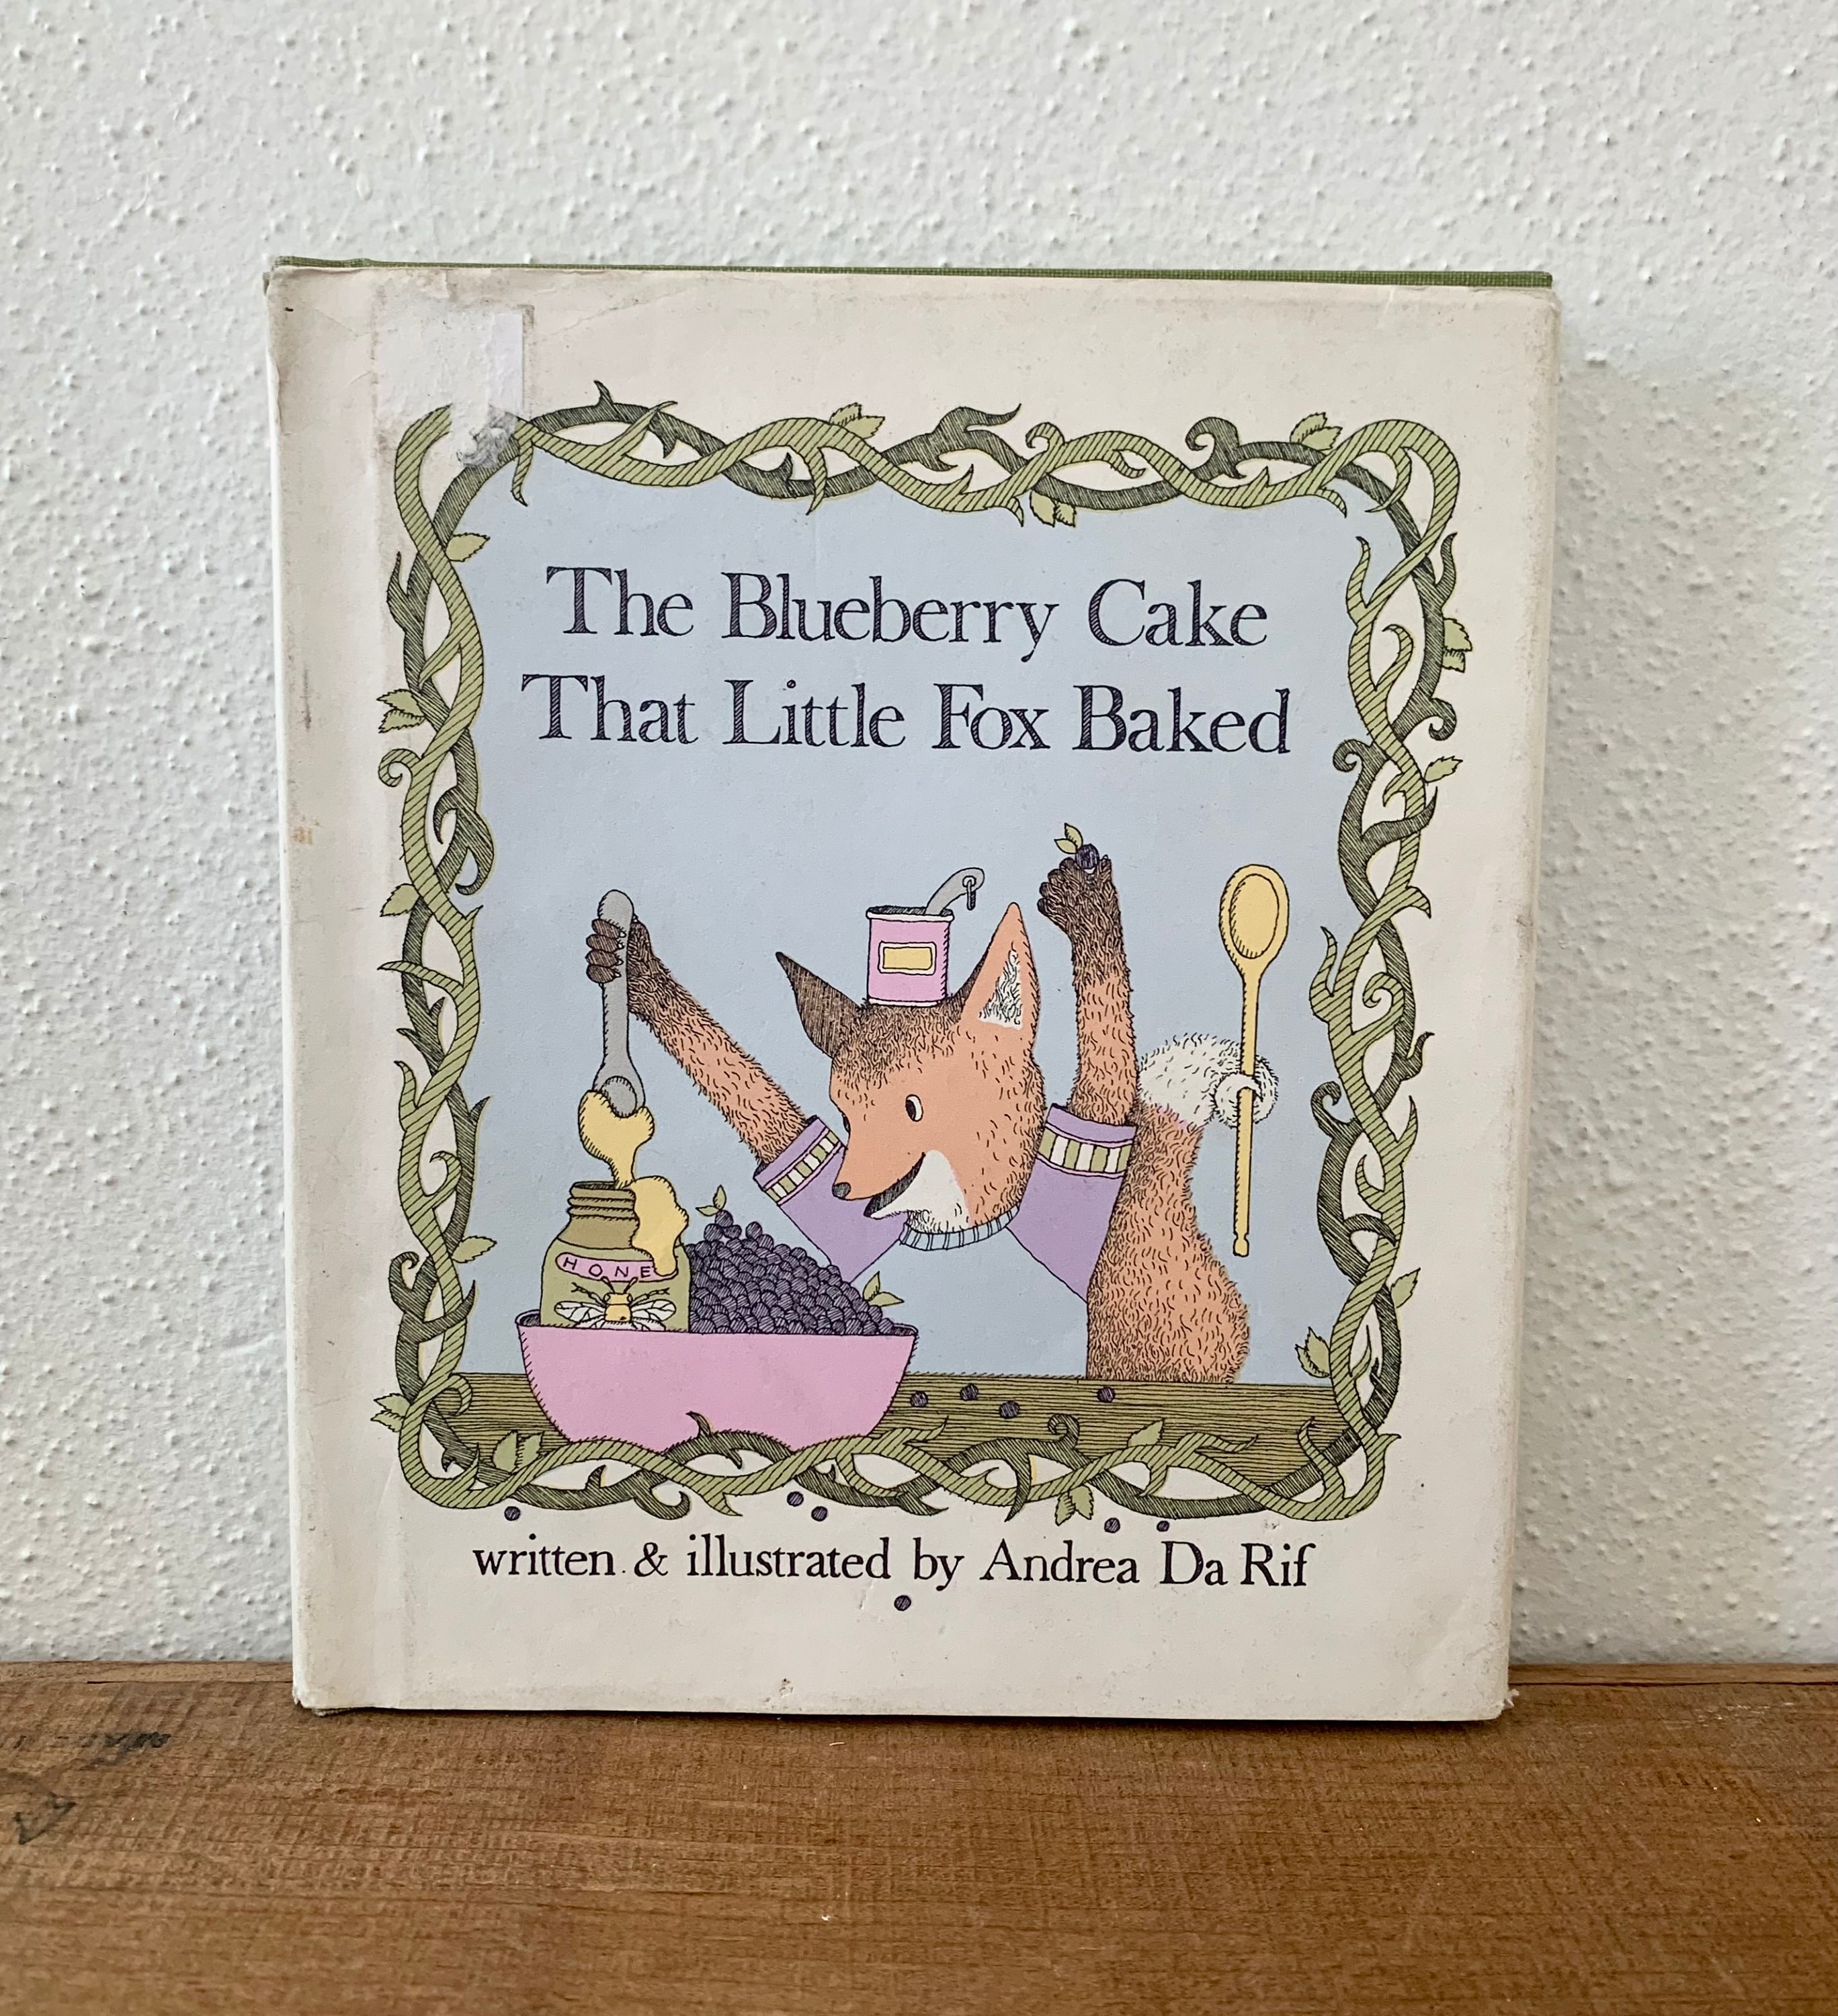 The Blueberry Cake
That Little Fox Baked
HONE
written & illustrated by Andrea Da Rif